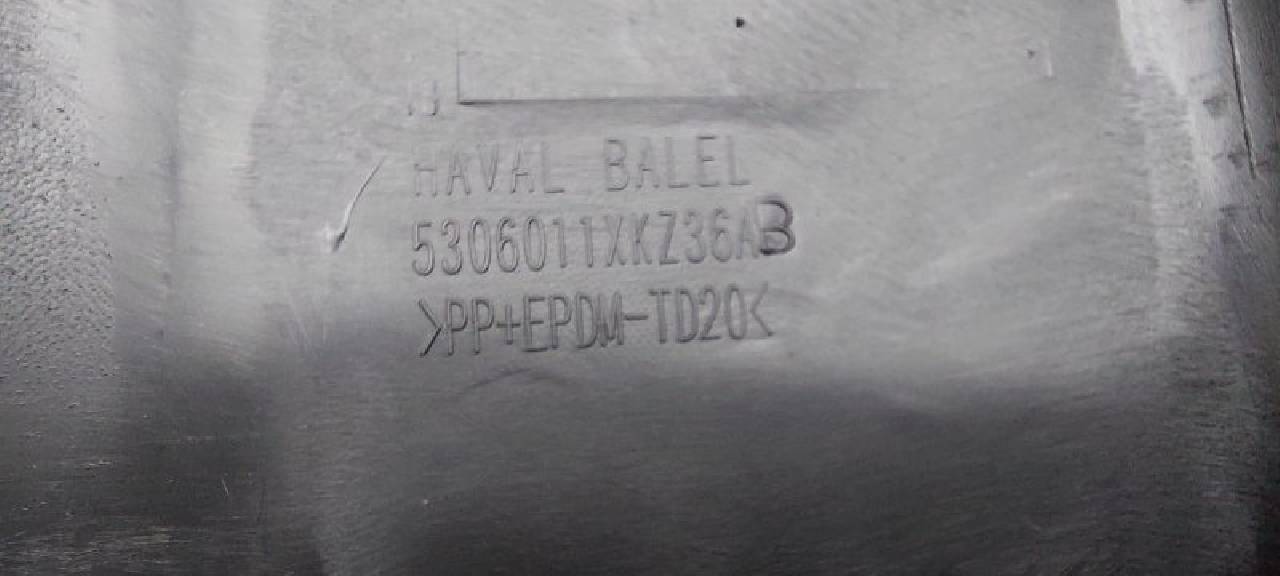 HAVAL BALEL
5306011XKZ36AB
>PP+EPDM-TD20<